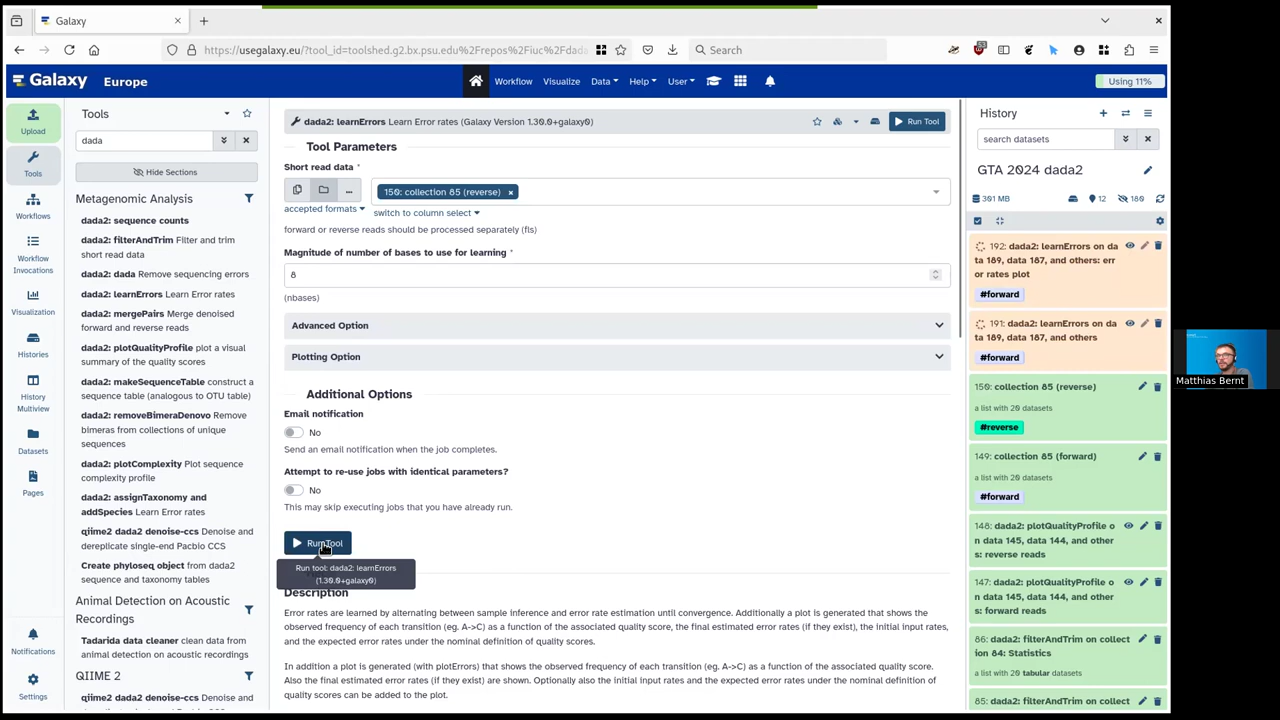 Galaxy
https://usegalaxy.eu/?tool_id=toolshed.g2.bx.psu.edu%2Frepos%2Fiuc%2Fdad
Search
Galaxy Europe
Workflow Visualize Data Help User
Using 11%
Upload
Tools
Workflows
Workflow
Invocations
Visualization
Histories
History
Multiview
Datasets
Pages
Notifications
Settings
Tools
dada
Hide Sections
Metagenomic Analysis
dada2: sequence counts
dada2: filterAndTrim Filter and trim
short read data
dada2: dada Remove sequencing errors
dada2: learnErrors Learn Error rates
dada2: mergePairs Merge denoised
forward and reverse reads
dada2: plotQualityProfile plot a visual
summary of the quality scores
dada2: makeSequenceTable construct a
sequence table (analogous to OTU table)
dada2: removeBimeraDenovo Remove
bimeras from collections of unique
sequences
dada2: plotComplexity Plot sequence
complexity profile
dada2: assignTaxonomy and
addSpecies Learn Error rates
qiime2 dada2 denoise-ccs Denoise and
dereplicate single-end Pacbio CCS
Create phyloseq object from dada2
sequence and taxonomy tables
Animal Detection on Acoustic
Recordings
Tadarida data cleaner clean data from
animal detection on acoustic recordings
QIIME 2
qiime2 dada2 denoise-ccs Denoise and
dada2: learnErrors Learn Error rates (Galaxy Version 1.30.0+galaxy0)
Run Tool
Tool Parameters
Short read data *
150: collection 85 (reverse) ×
accepted formats
switch to column select
forward or reverse reads should be processed separately (fls)
Magnitude of number of bases to use for learning *
8
(nbases)
Advanced Option
Plotting Option
Additional Options
Email notification
No
Send an email notification when the job completes.
Attempt to re-use jobs with identical parameters?
No
This may skip executing jobs that you have already run.
Run Tool
Run tool: dada2: learnErrors
(1.30.0+galaxy0)
Description
Error rates are learned by alternating between sample inference and error rate estimation until convergence. Additionally a plot is generated that shows the
observed frequency of each transition (eg. A->C) as a function of the associated quality score, the final estimated error rates (if they exist), the initial input rates,
and the expected error rates under the nominal definition of quality scores.
In addition a plot is generated (with plotErrors) that shows the observed frequency of each transition (eg. A->C) as a function of the associated quality score.
Also the final estimated error rates (if they exist) are shown. Optionally also the initial input rates and the expected error rates under the nominal definition of
quality scores can be added to the plot.
History
search datasets
GTA 2024 dada2
301 MB
12
180
192: dada2: learnErrors on da
ta 189, data 187, and others: err
or rates plot
#forward
191: dada2: learnErrors on da
ta 189, data 187, and others
#forward
150: collection 85 (reverse)
a list with 20 datasets
#reverse
149: collection 85 (forward)
a list with 20 datasets
#forward
148: dada2: plotQualityProfile o
n data 145, data 144, and other
s: reverse reads
147: dada2: plotQualityProfile o
n data 145, data 144, and other
s: forward reads
86: dada2: filterAndTrim on collect
ion 84: Statistics
a list with 20 tabular datasets
85: dada2: filterAndTrim on collect
Matthias Bernt